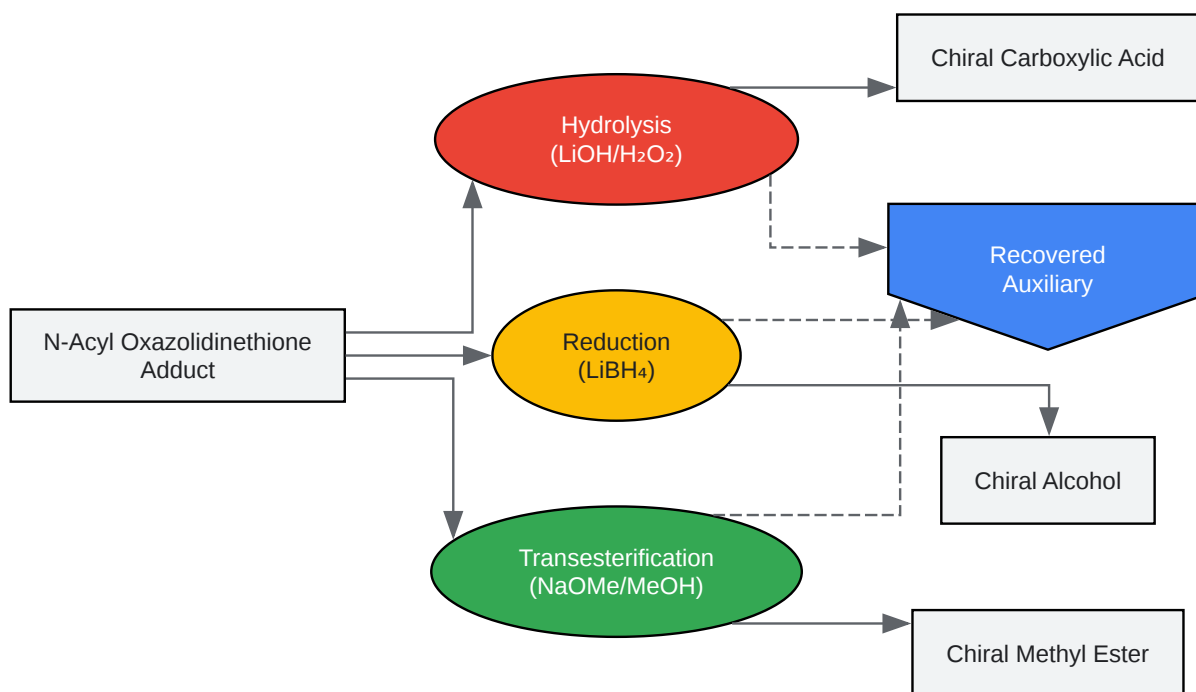 Chiral Carboxylic Acid
Hydrolysis
(LiOH/H₂O₂)
Recovered
Auxiliary
N-Acyl Oxazolidinethione
Adduct
Reduction
(LiBH₄)
Chiral Alcohol
Transesterification
(NaOMe/MeOH)
Chiral Methyl Ester